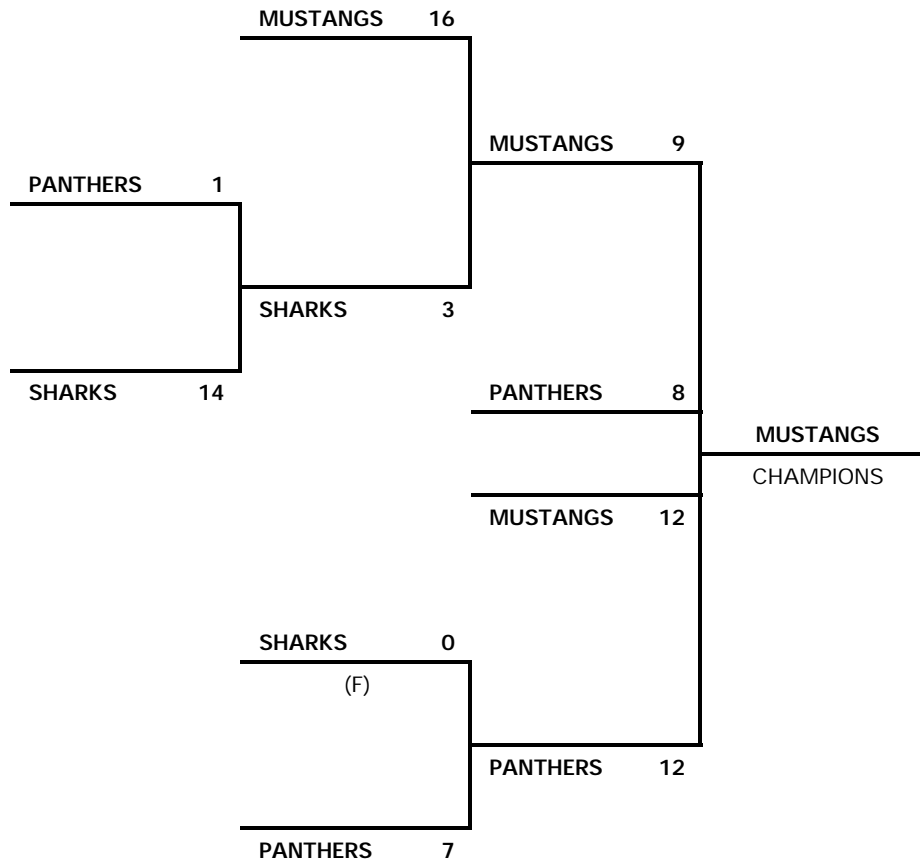 MUSTANGS 16
MUSTANGS 9
PANTHERS 1
SHARKS 3
SHARKS 14
PANTHERS 8
MUSTANGS
CHAMPIONS
MUSTANGS 12
SHARKS 0
(F)
PANTHERS 12
PANTHERS 7